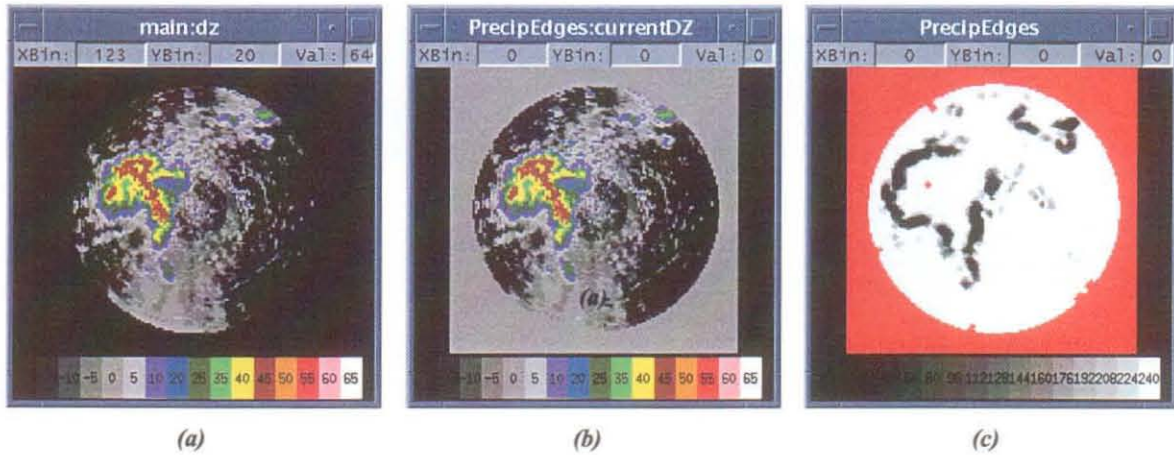 main:dz
XBin: 123 YBin: 20 Val: 64
-10 -5 0 5 10 20 25 35 40 45 50 55 60 65
(a)
PrecipEdges:currentDZ
XBin: 0 YBin: 0 Val: 0
(a)
-10 -5 0 5 10 20 25 35 40 45 50 55 60 65
(b)
PrecipEdges
XBin: 0 YBin: 0 Val: 0
96 112 128 144 160 176 192 208 224 240
(c)